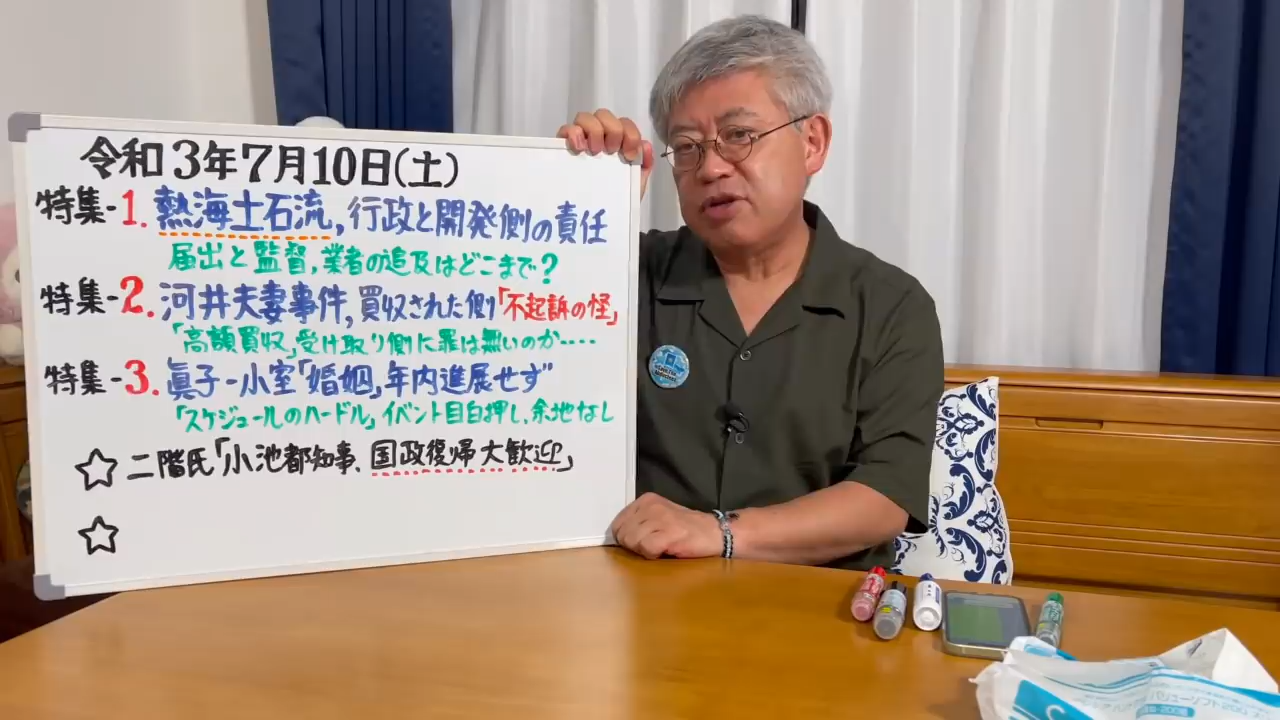 令和3年7月10日(土)
特集-1. 熱海土石流,行政と開発側の責任
届出と監督,業者の追及はどこまで?
特集-2. 河井夫妻事件,買収された側「不起訴の怪」
「高額買収」受け取り側に罪は無いのか----
特集-3. 眞子-小室「婚姻」,年内進展せず
「スケジュールのハードル」イベント目白押し、余地なし
☆ 二階氏「小池都知事、国政復帰大歓迎」
☆